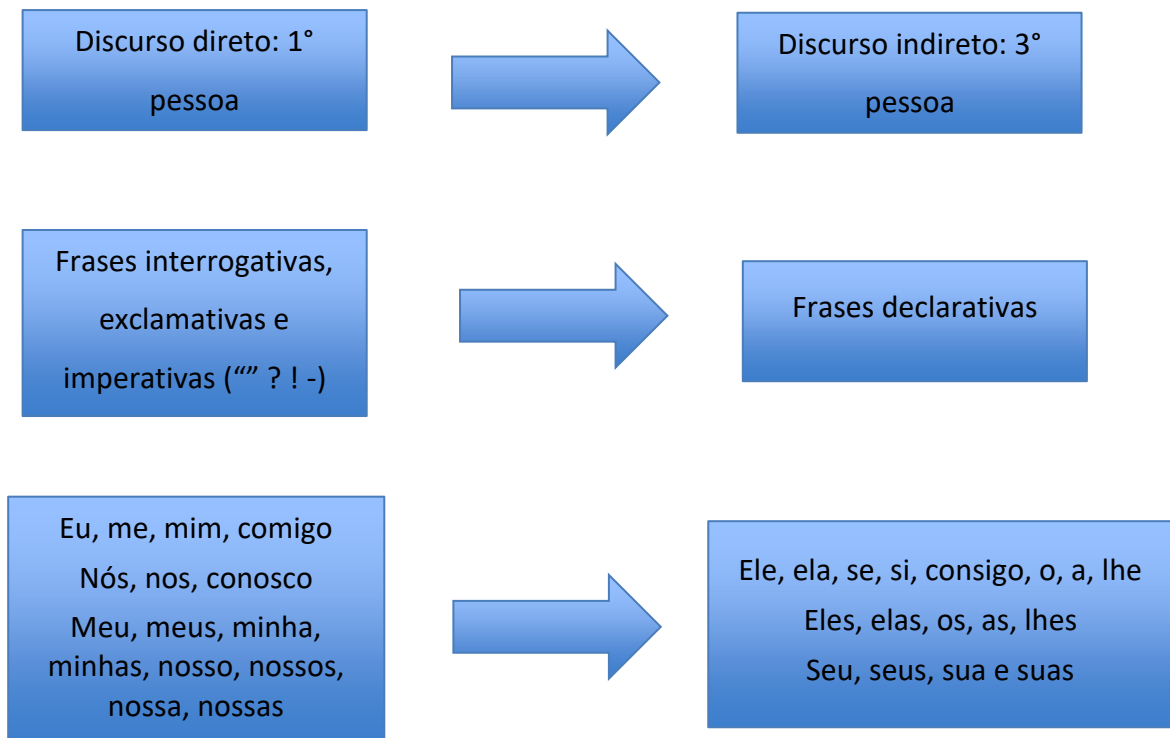 Discurso direto: 1°
pessoa
Discurso indireto: 3°
pessoa
Frases interrogativas,
exclamativas e
imperativas (“” ? ! -)
Frases declarativas
Eu, me, mim, comigo
Nós, nos, conosco
Meu, meus, minha,
minhas, nosso, nossos,
nossa, nossas
Ele, ela, se, si, consigo, o, a, lhe
Eles, elas, os, as, lhes
Seu, seus, sua e suas